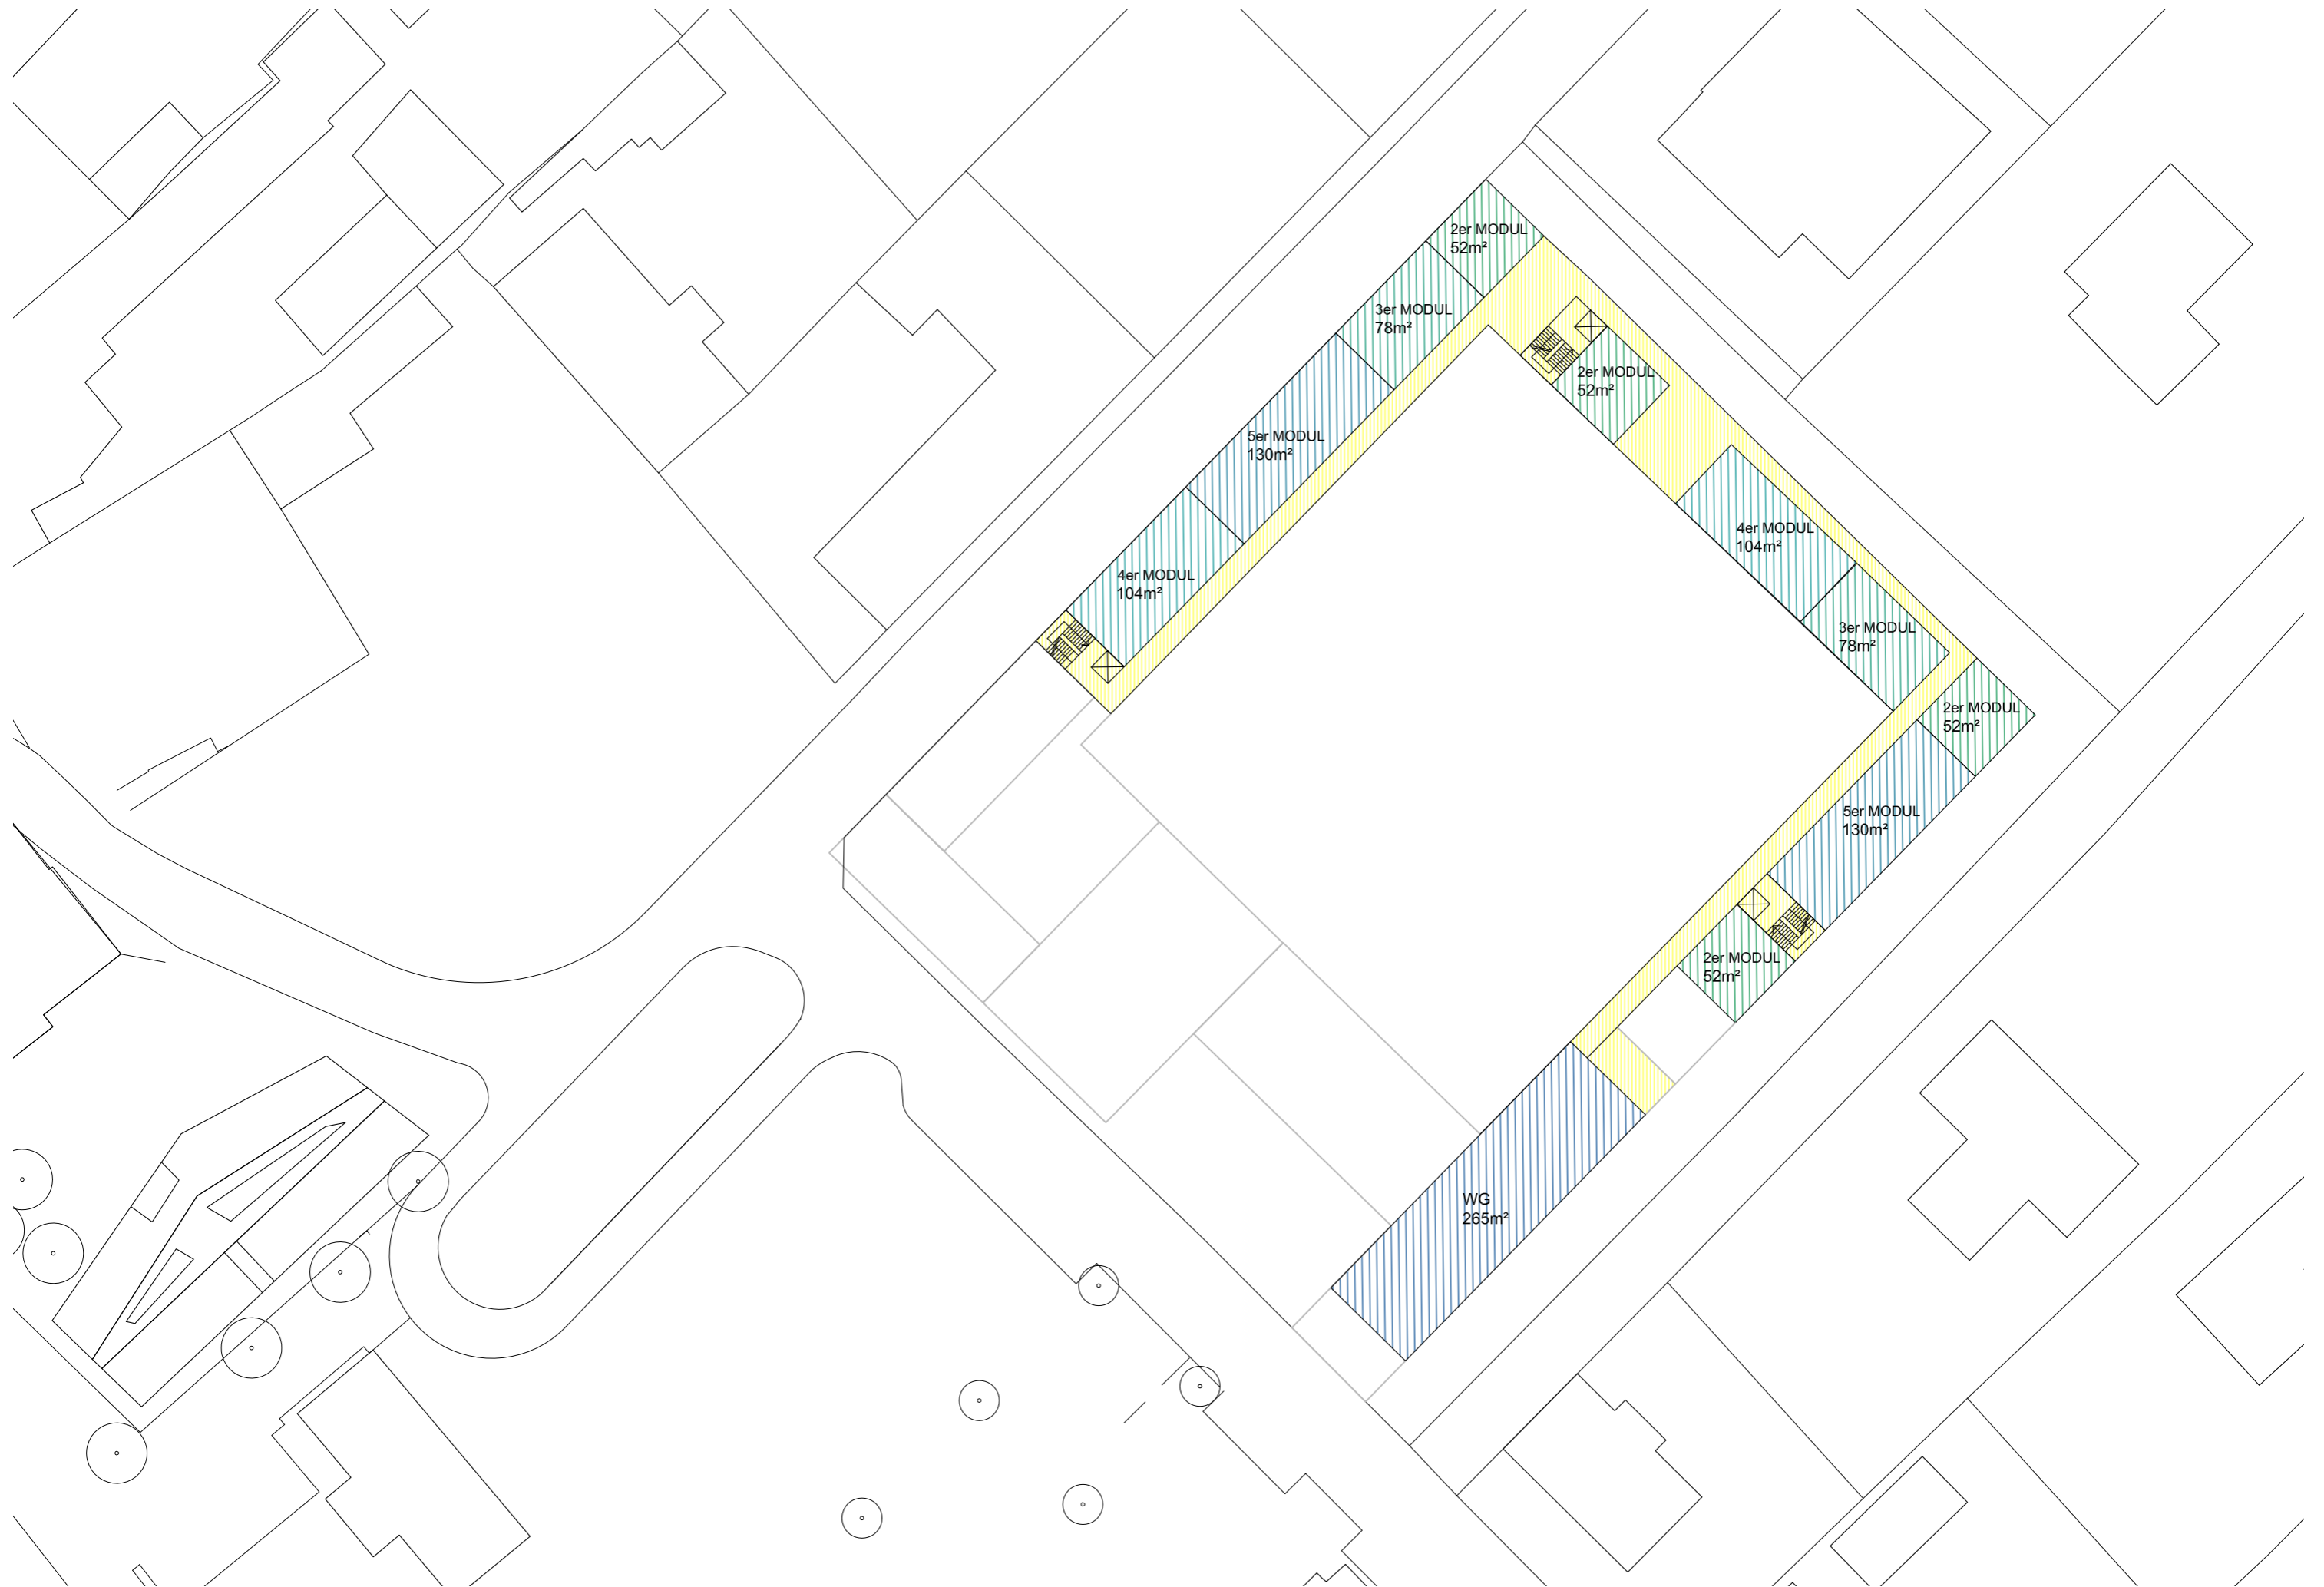 2er MODUL
52m²
3er MODUL
78m²
2er MODUL
52m²
5er MODUL
130m²
4er MODUL
104m²
4er MODUL
104m²
3er MODUL
78m²
2er MODUL
52m²
5er MODUL
130m²
2er MODUL
52m²
WG
265m²